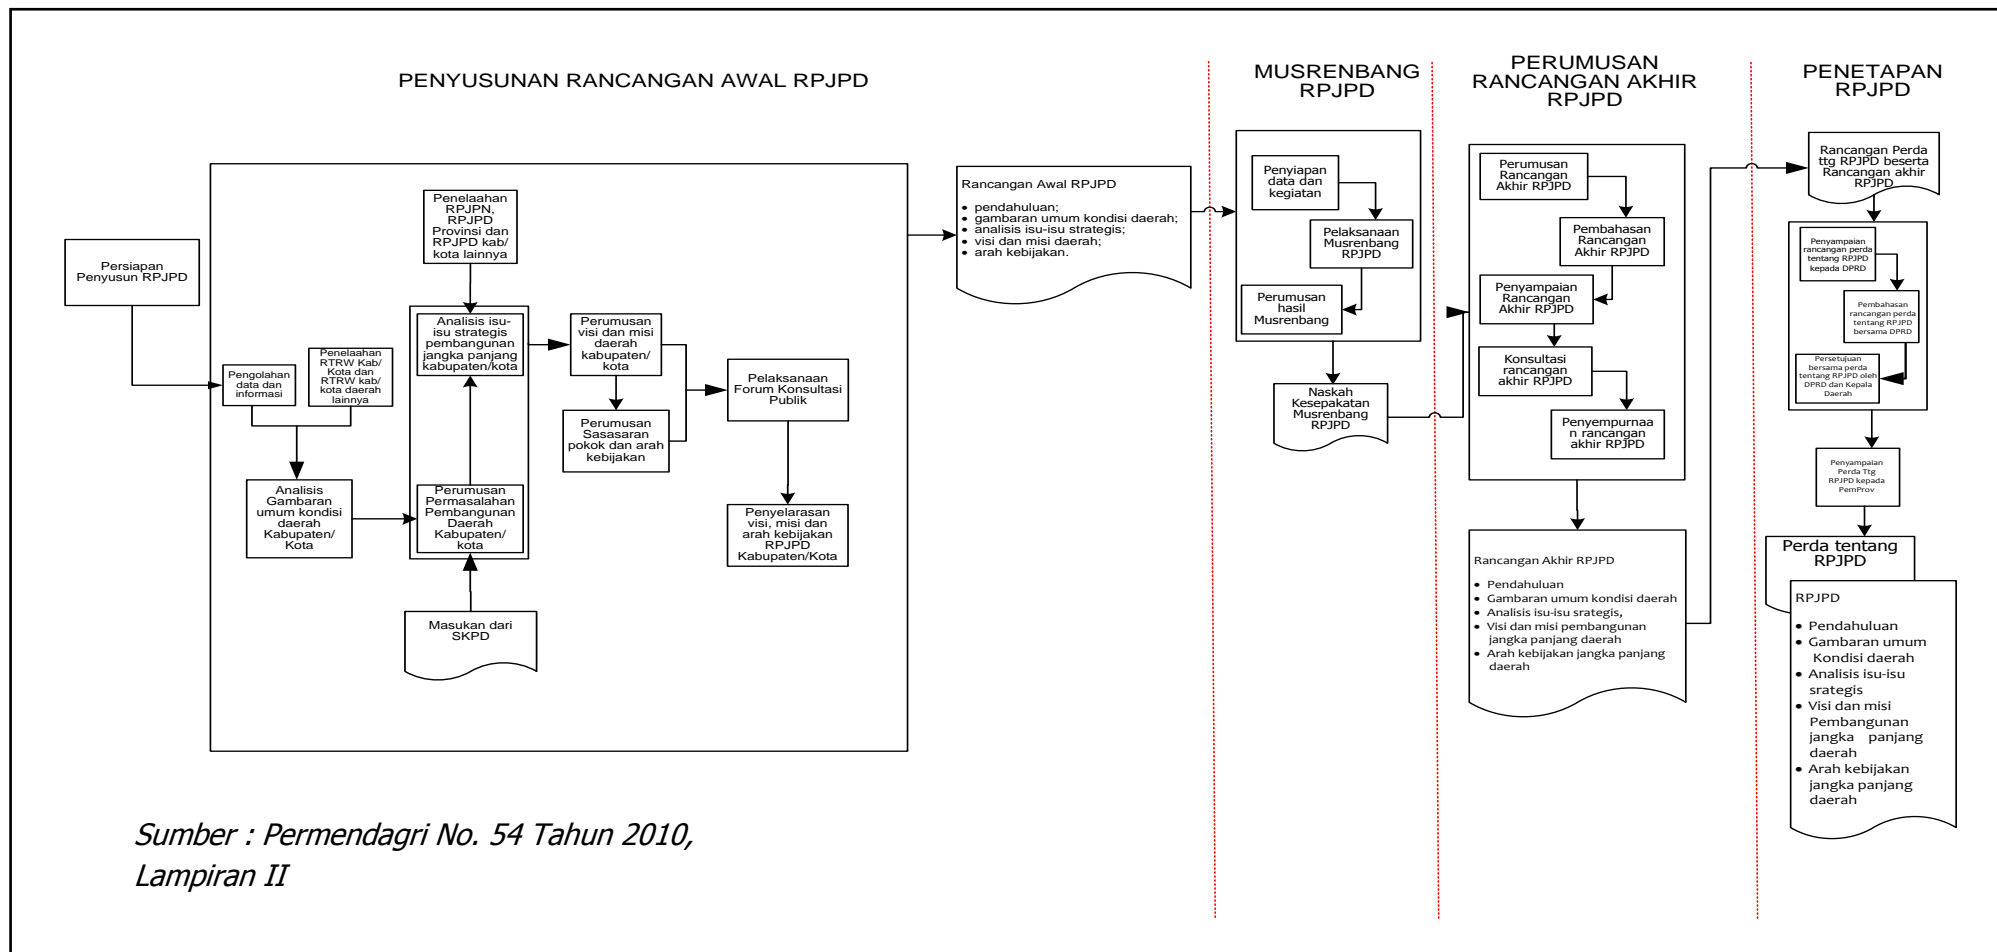 PENYUSUNAN RANCANGAN AWAL RPJPD
Persiapan
Penyusun RPJPD
Pengolahan
data dan
informasi
Penelaahan
RTRW Kab/
Kota dan
RTRW kab/
kota daerah
lainnya
Analisis
Gambaran
umum kondisi
daerah
Kabupaten/
Kota
Penelaahan
RPJPN,
RPJPD
Provinsi dan
RPJPD kab/
kota lainnya
Analisis isu-
isu strategis
pembangunan
jangka panjang
kabupaten/kota
Perumusan
Permasalahan
Pembangunan
Daerah
Kabupaten/
kota
Masukan dari
SKPD
Perumusan
visi dan misi
daerah
kabupaten/
kota
Perumusan
Sasasaran
pokok dan arah
kebijakan
Pelaksanaan
Forum Konsultasi
Publik
Penyelarasan
visi, misi dan
arah kebijakan
RPJPD
Kabupaten/Kota
Rancangan Awal RPJPD
• pendahuluan;
• gambaran umum kondisi daerah;
• analisis isu-isu strategis;
• visi dan misi daerah;
• arah kebijakan.
MUSRENBANG
RPJPD
Penyiapan
data dan
kegiatan
Pelaksanaan
Musrenbang
RPJPD
Perumusan
hasil
Musrenbang
Naskah
Kesepakatan
Musrenbang
RPJPD
PERUMUSAN
RANCANGAN AKHIR
RPJPD
Perumusan
Rancangan
Akhir RPJPD
Pembahasan
Rancangan
Akhir RPJPD
Penyampaian
Rancangan
Akhir RPJPD
Konsultasi
rancangan
akhir RPJPD
Penyempurnaa
n rancangan
akhir RPJPD
Rancangan Akhir RPJPD
• Pendahuluan
• Gambaran umum kondisi daerah
• Analisis isu-isu srategis,
• Visi dan misi pembangunan
jangka panjang daerah
• Arah kebijakan jangka panjang
daerah
PENETAPAN
RPJPD
Rancangan Perda
ttg RPJPD beserta
Rancangan akhir
RPJPD
Penyampaian
rancangan perda
tentang RPJPD
kepada DPRD
Pembahasan
rancangan perda
tentang RPJPD
bersama DPRD
Persetujuan
bersama perda
tentang RPJPD oleh
DPRD dan Kepala
Daerah
Penyampaian
Perda Ttg
RPJPD kepada
PemProv
Perda tentang
RPJPD
RPJPD
• Pendahuluan
• Gambaran umum
Kondisi daerah
• Analisis isu-isu
srategis
• Visi dan misi
Pembangunan
jangka panjang
daerah
• Arah kebijakan
jangka panjang
daerah
Sumber : Permendagri No. 54 Tahun 2010,
Lampiran II